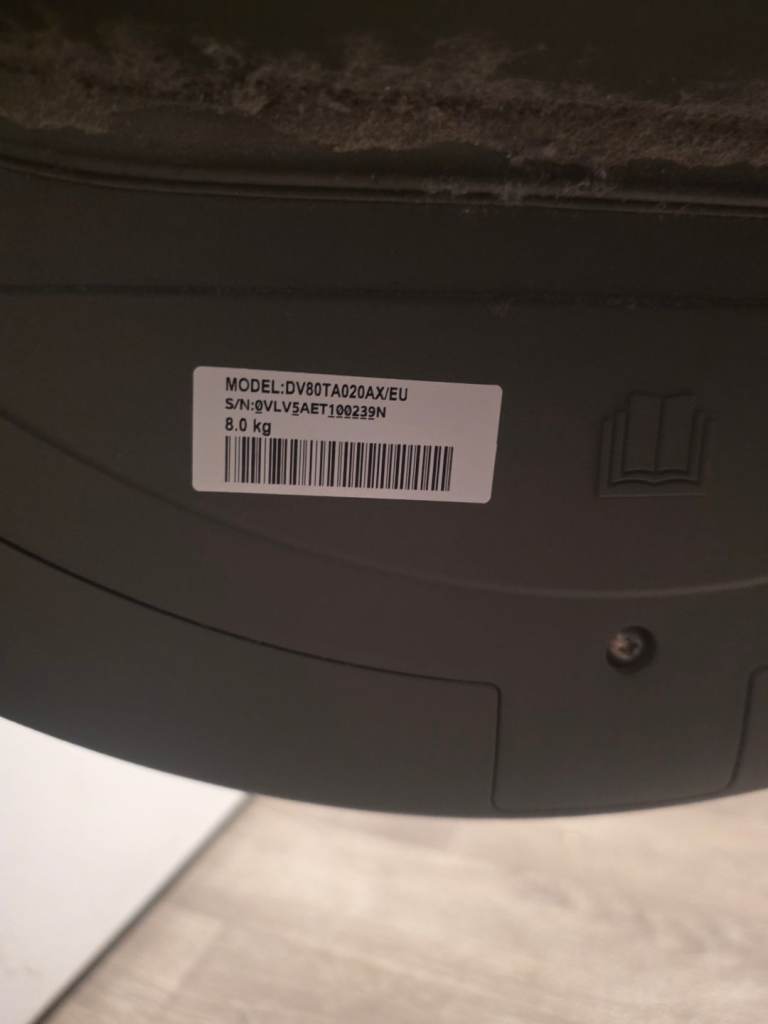 MODEL:DV80TA020AX/EU
S/N:0VLV5AET100239N
8.0 kg